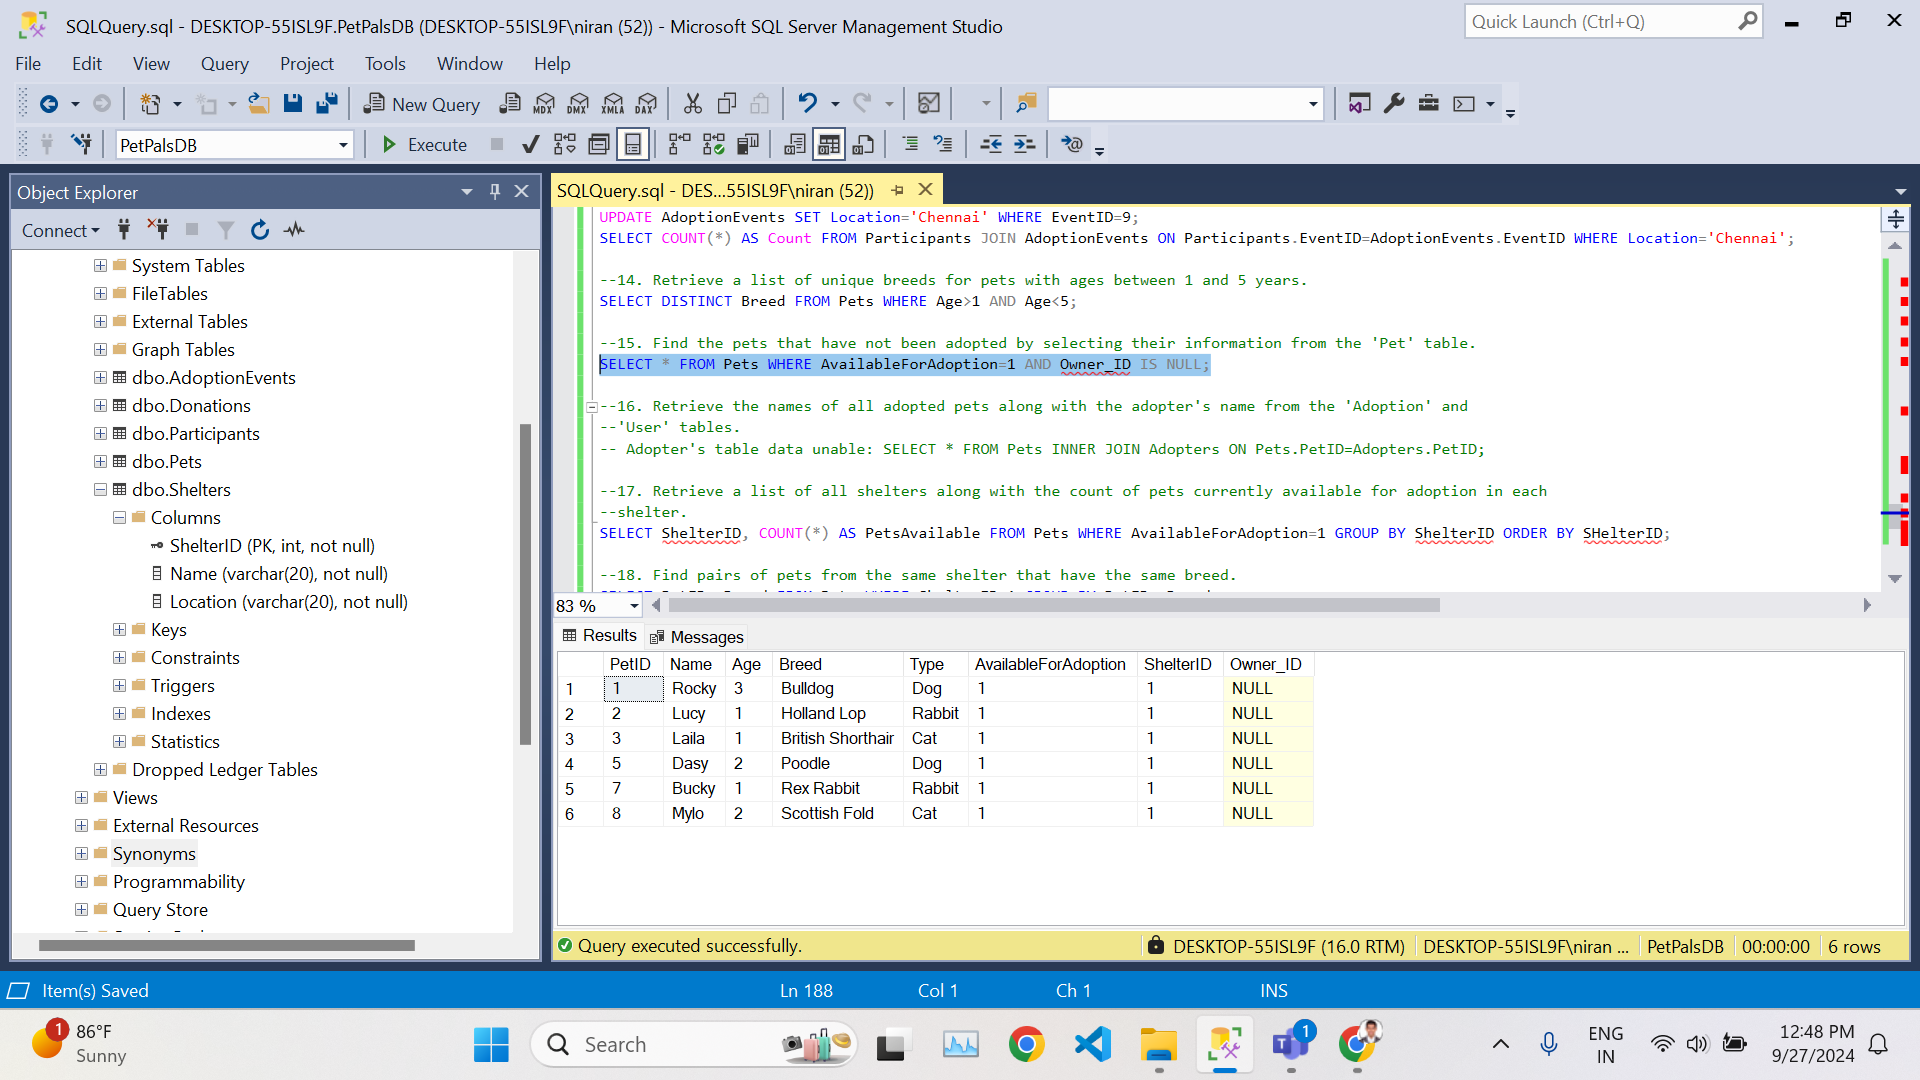 SQLQuery.sql - DESKTOP-55ISL9F.PetPalsDB (DESKTOP-55ISL9F\niran (52)) - Microsoft SQL Server Management Studio
Quick Launch (Ctrl+Q)
File Edit View Query Project Tools Window Help
New Query MDX DMX XMLA DAX
PetPalsDB Execute
Object Explorer
Connect
System Tables
FileTables
External Tables
Graph Tables
dbo.AdoptionEvents
dbo.Donations
dbo.Participants
dbo.Pets
dbo.Shelters
Columns
ShelterID (PK, int, not null)
Name (varchar(20), not null)
Location (varchar(20), not null)
Keys
Constraints
Triggers
Indexes
Statistics
Dropped Ledger Tables
Views
External Resources
Synonyms
Programmability
Query Store
SQLQuery.sql - DES...55ISL9F\niran (52))
UPDATE AdoptionEvents SET Location='Chennai' WHERE EventID=9;
SELECT COUNT(*) AS Count FROM Participants JOIN AdoptionEvents ON Participants.EventID=AdoptionEvents.EventID WHERE Location='Chennai';
--14. Retrieve a list of unique breeds for pets with ages between 1 and 5 years.
SELECT DISTINCT Breed FROM Pets WHERE Age>1 AND Age<5;
--15. Find the pets that have not been adopted by selecting their information from the 'Pet' table.
SELECT * FROM Pets WHERE AvailableForAdoption=1 AND Owner_ID IS NULL;
--16. Retrieve the names of all adopted pets along with the adopter's name from the 'Adoption' and
--'User' tables.
-- Adopter's table data unable: SELECT * FROM Pets INNER JOIN Adopters ON Pets.PetID=Adopters.PetID;
--17. Retrieve a list of all shelters along with the count of pets currently available for adoption in each
--shelter.
SELECT ShelterID, COUNT(*) AS PetsAvailable FROM Pets WHERE AvailableForAdoption=1 GROUP BY ShelterID ORDER BY SHelterID;
--18. Find pairs of pets from the same shelter that have the same breed.
83 %
Results Messages
PetID Name Age Breed Type AvailableForAdoption ShelterID Owner_ID
1 1 Rocky 3 Bulldog Dog 1 1 NULL
2 2 Lucy 1 Holland Lop Rabbit 1 1 NULL
3 3 Laila 1 British Shorthair Cat 1 1 NULL
4 5 Dasy 2 Poodle Dog 1 1 NULL
5 7 Bucky 1 Rex Rabbit Rabbit 1 1 NULL
6 8 Mylo 2 Scottish Fold Cat 1 1 NULL
Query executed successfully. DESKTOP-55ISL9F (16.0 RTM) DESKTOP-55ISL9F\niran ... PetPalsDB 00:00:00 6 rows
Item(s) Saved Ln 188 Col 1 Ch 1 INS
1 86°F
Sunny
Search
1
ENG
IN
12:48 PM
9/27/2024